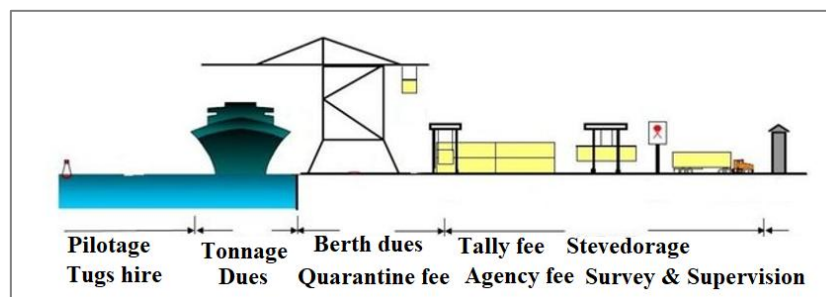 Pilotage
Tugs hire
Tonnage
Dues
Berth dues
Quarantine fee
Tally fee Stevedorage
Agency fee Survey & Supervision